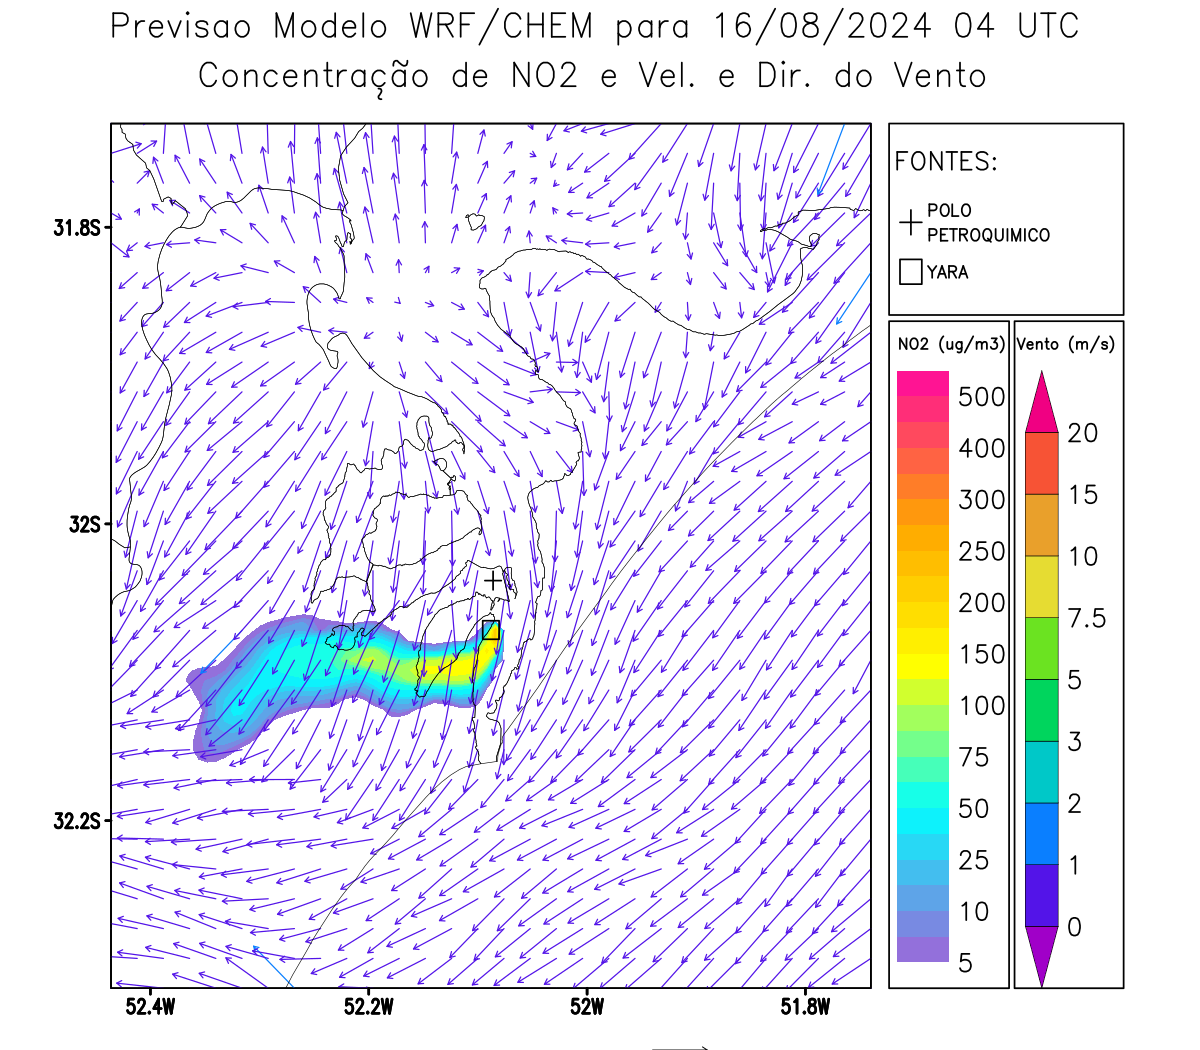 Previsao Modelo WRF/CHEM para 16/08/2024 04 UTC
Concentração de NO2 e Vel. e Dir. do Vento
FONTES:
POLO
PETROQUIMICO
YARA
NO2 (ug/m3)
500
400
300
250
200
150
100
75
50
25
10
5
Vento (m/s)
20
15
10
7.5
5
3
2
1
0
31.8S
32S
32.2S
52.4W
52.2W
52W
51.8W